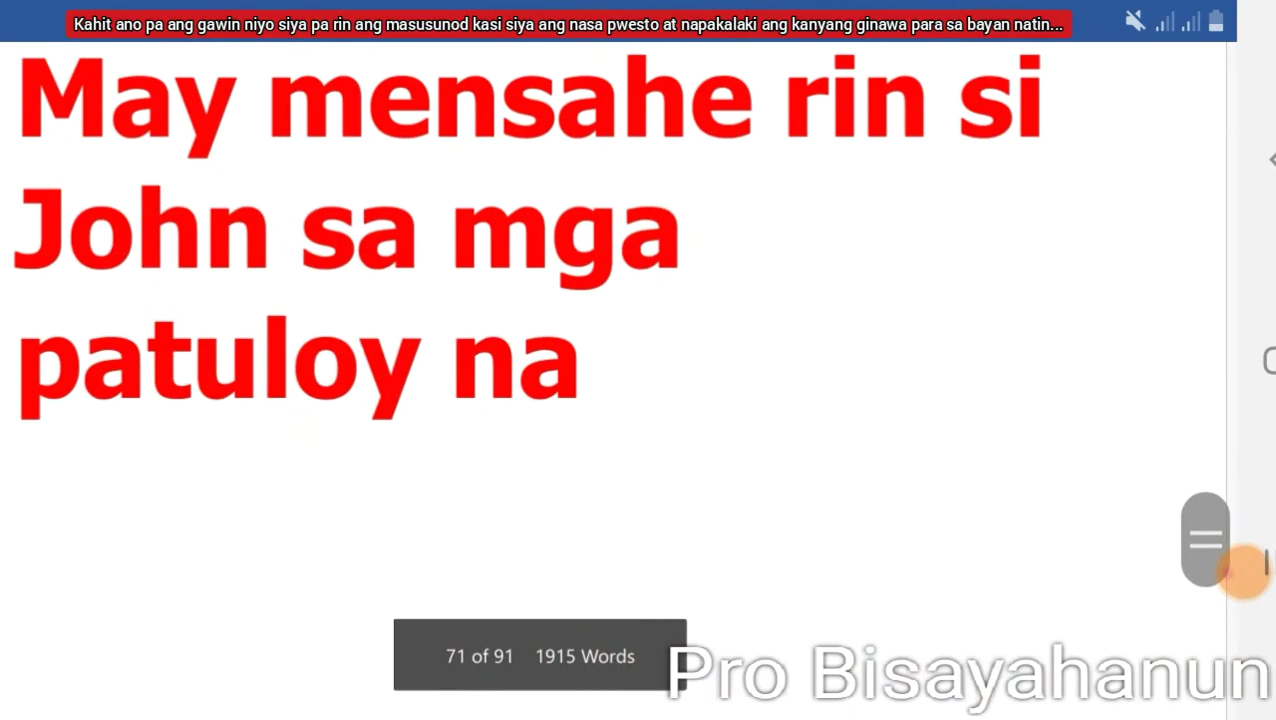 Kahit ano pa ang gawin niyo siya pa rin ang masusunod kasi siya ang nasa pwesto at napakalaki ang kanyang ginawa para sa bayan natin...
May mensahe rin si
John sa mga
patuloy na
71 of 91 1915 Words
Pro Bisayahanun